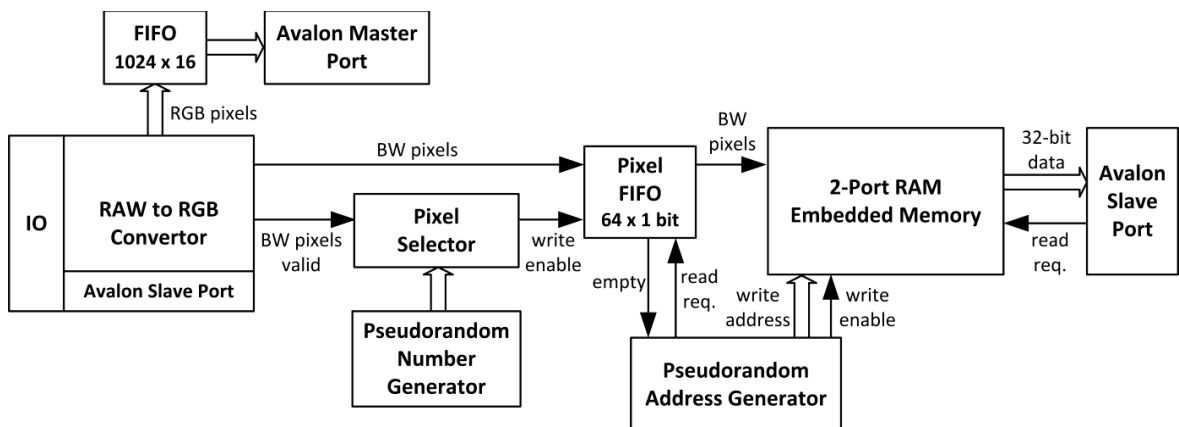 FIFO
1024 x 16
Avalon Master
Port
RGB pixels
IO
RAW to RGB
Convertor
Avalon Slave Port
BW pixels
BW pixels
valid
Pixel
Selector
write
enable
Pseudorandom
Number
Generator
Pixel
FIFO
64 x 1 bit
BW
pixels
empty
read
req.
write
address
write
enable
Pseudorandom
Address Generator
2-Port RAM
Embedded Memory
32-bit
data
read
req.
Avalon
Slave
Port